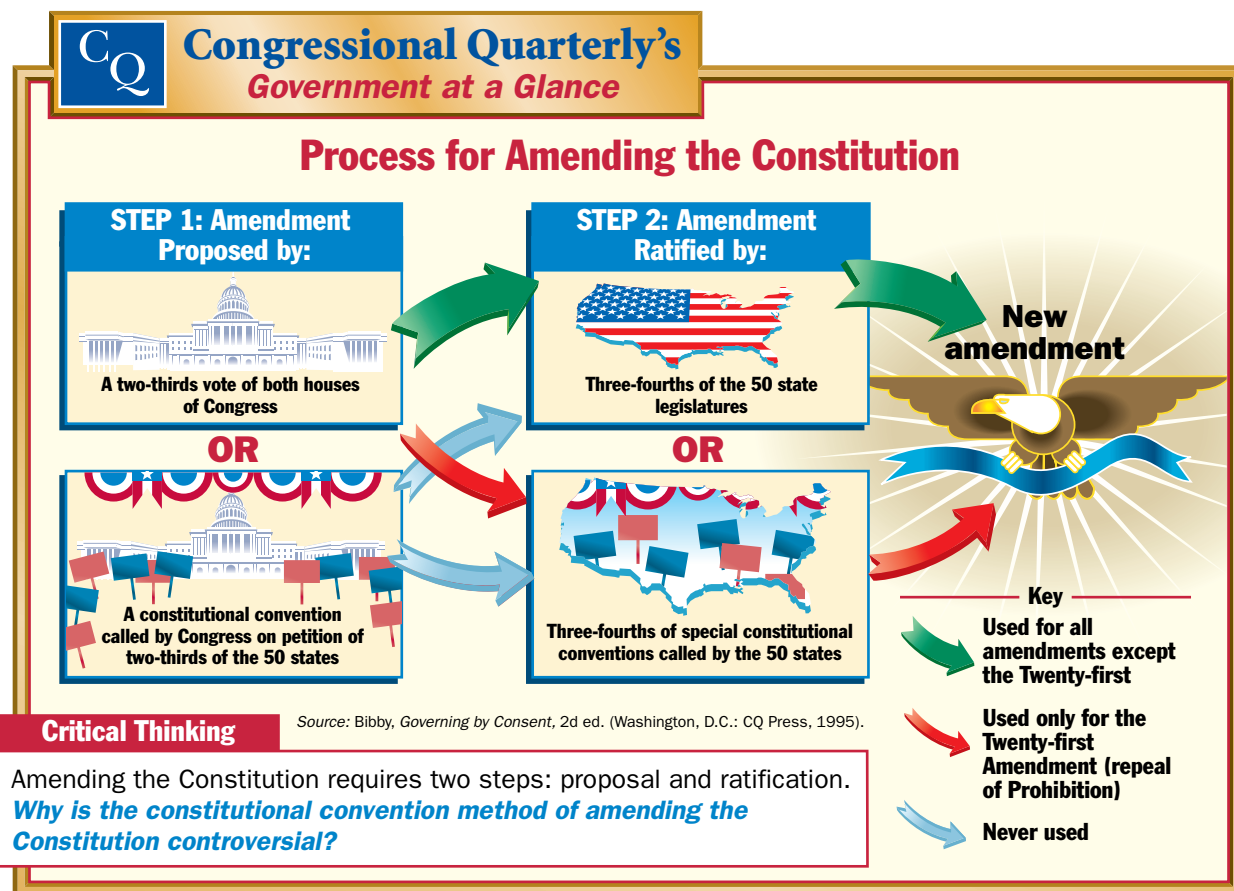 CQ
Congressional Quarterly's
Government at a Glance
Process for Amending the Constitution
STEP 1: Amendment
Proposed by:
A two-thirds vote of both houses
of Congress
OR
A constitutional convention
called by Congress on petition of
two-thirds of the 50 states
STEP 2: Amendment
Ratified by:
Three-fourths of the 50 state
legislatures
OR
Three-fourths of special constitutional
conventions called by the 50 states
New
amendment
Key
Used for all
amendments except
the Twenty-first
Used only for the
Twenty-first
Amendment (repeal
of Prohibition)
Never used
Source: Bibby, Governing by Consent, 2d ed. (Washington, D.C.: CQ Press, 1995).
Critical Thinking
Amending the Constitution requires two steps: proposal and ratification.
Why is the constitutional convention method of amending the
Constitution controversial?